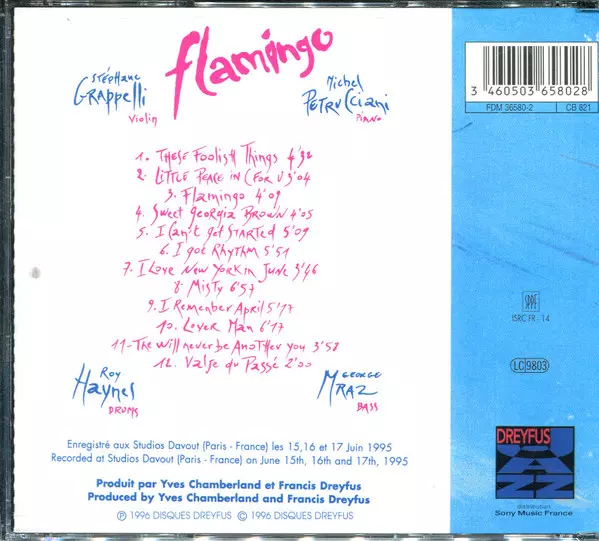 flamingo
STÉPHANE
GRAPPELLI
Violin
Michel
PETRUCCIANI
PIANO
1. THESE FOOLISH THINGS 4'32
2. LITTLE PEACE IN C FOR U 3'04
3. FLAMINGO 4'09
4. SWEET GEORGIA BROWN 4'05
5. I CAN'T GET STARTED 5'09
6. I GOT RHYTHM 5'51
7. I LOVE NEW YORK IN JUNE 3'46
8. MISTY 6'57
9. I REMEMBER APRIL 5'17
10. LOVER MAN 6'17
11. THE WILL NEVER BE ANOTHER YOU 3'58
12. VALSE DU PASSÉ 2'00
ROY
HAYNES
DRUMS
GEORGE
MRAZ
BASS
Enregistré aux Studios Davout (Paris - France) les 15,16 et 17 Juin 1995
Recorded at Studios Davout (Paris - France) on June 15th, 16th and 17th, 1995
Produit par Yves Chamberland et Francis Dreyfus
Produced by Yves Chamberland and Francis Dreyfus
℗ 1996 DISQUES DREYFUS © 1996 DISQUES DREYFUS
3 460503 658028
FDM 36580-2 CB 821
SPPF
ISRC FR - 14
LC 9803
DREYFUS
JAZZ
distribution
Sony Music France